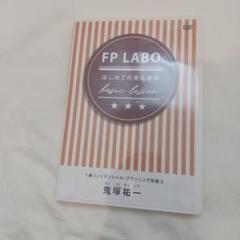 DVD
FP LABO
はじめての資産運用
basic lesson
★★★
1級ファイナンシャル・プランニング技能士
鬼塚祐一